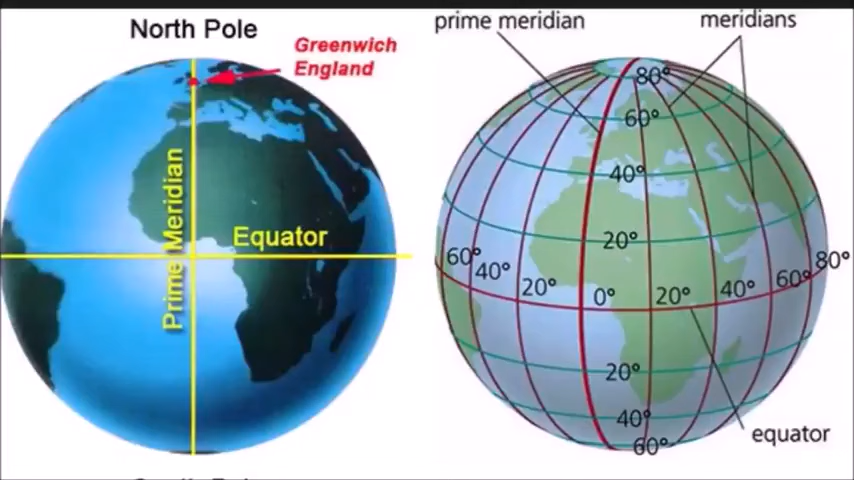 North Pole
Greenwich
England
Prime Meridian
Equator
prime meridian
meridians
80°
60°
40°
20°
60°
40°
20°
0°
20°
40°
60°
80°
20°
40°
60°
equator